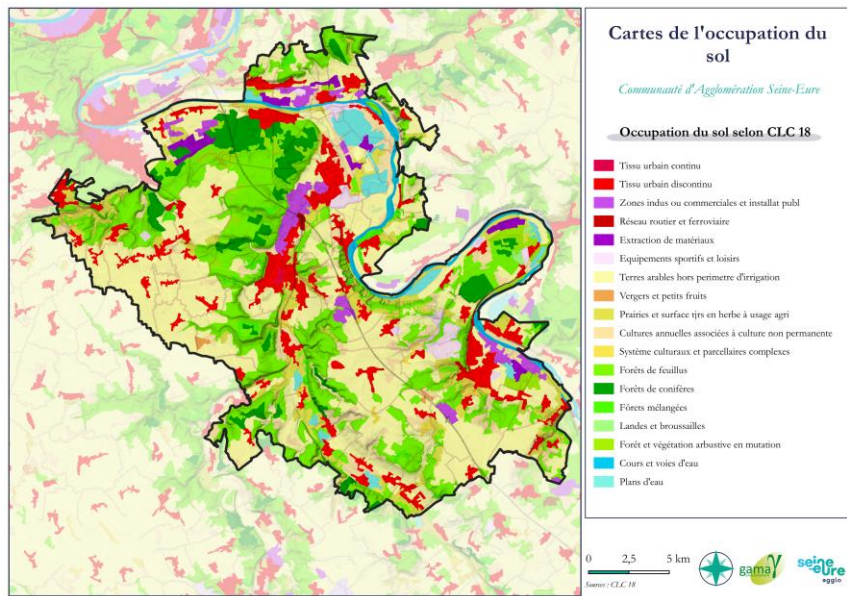 Cartes de l'occupation du
sol
Communauté d'Agglomération Seine-Eure
Occupation du sol selon CLC 18
Tissu urbain continu
Tissu urbain discontinu
Zones indus ou commerciales et installat publ
Réseau routier et ferroviaire
Extraction de matériaux
Equipements sportifs et loisirs
Terres arables hors perimetre d'irrigation
Vergers et petits fruits
Prairies et surface tjrs en herbe à usage agri
Cultures annuelles associées à culture non permanente
Système culturaux et parcellaires complexes
Forêts de feuillus
Forêts de conifères
Fôrets mélangées
Landes et broussailles
Forêt et végétation arbustive en mutation
Cours et voies d'eau
Plans d'eau
0 2,5 5 km
Sources : CLC 18
gama
seine
eure
agglo